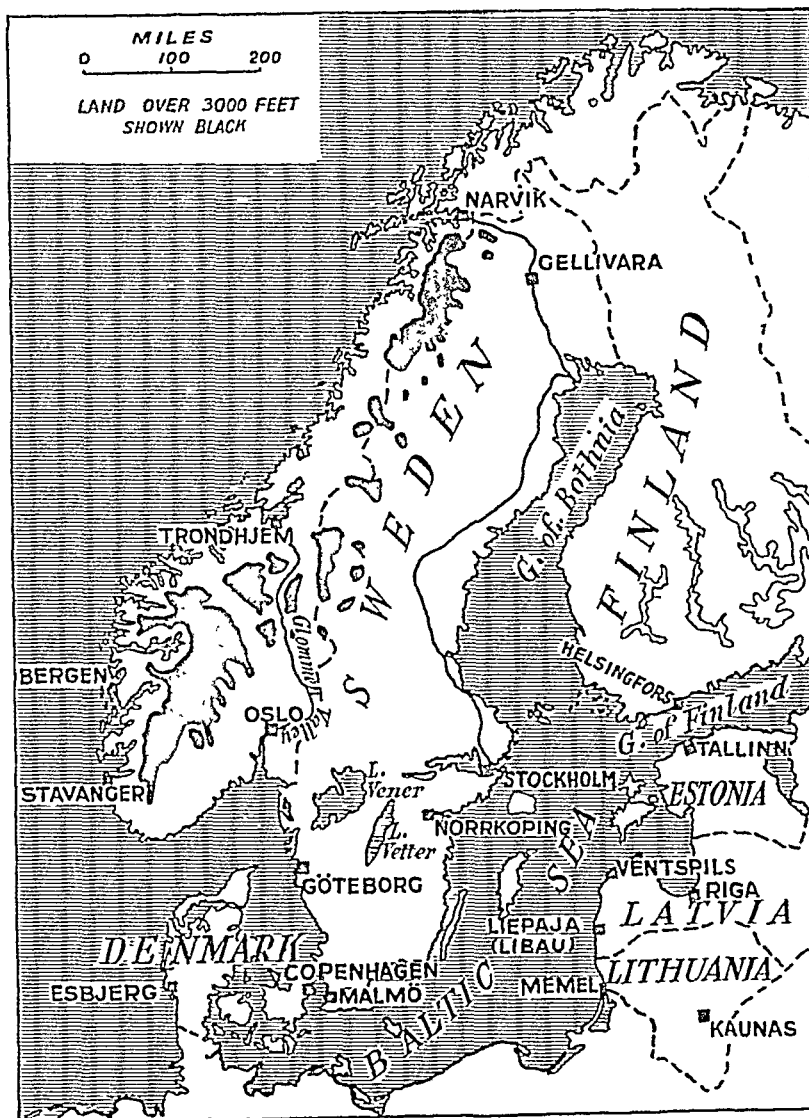 MILES
0 100 200
LAND OVER 3000 FEET
SHOWN BLACK
NARVIK
GELLIVARA
SWEDEN
FINLAND
G. of Bothnia
TRONDHJEM
Glommen Valley
BERGEN
OSLO
HELSINGFORS
G. of Finland
TALLINN
STAVANGER
L.
Vener
STOCKHOLM
ESTONIA
L.
Vetter
NORRKOPING
GÖTEBORG
VENTSPILS
RIGA
LIEPAJA
(LIBAU)
LATVIA
DENMARK
COPENHAGEN
ESBJERG
MALMÖ
MEMEL
LITHUANIA
BALTIC SEA
KAUNAS